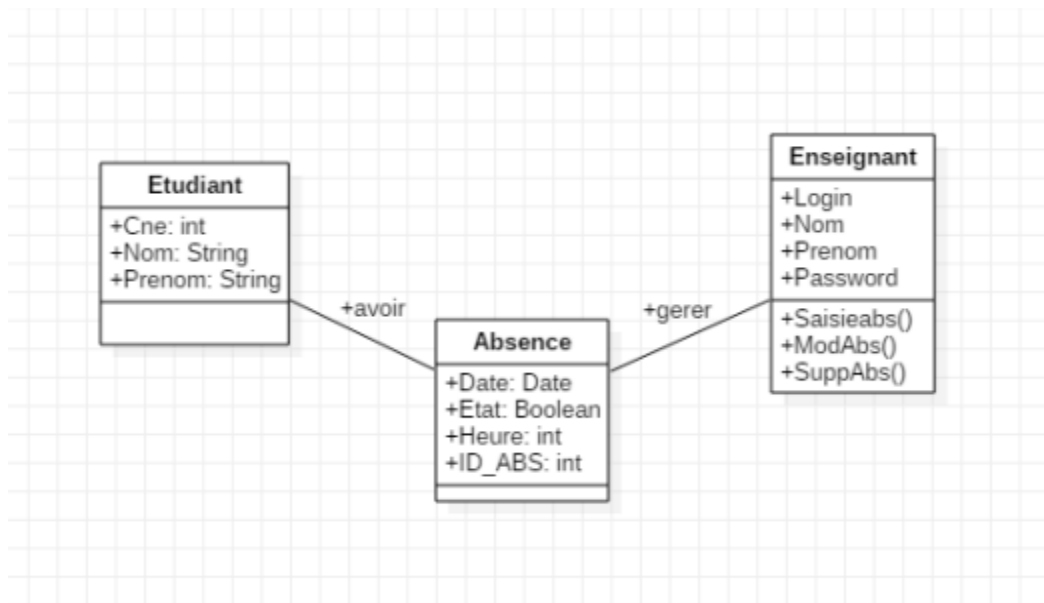 Etudiant
+Cne: int
+Nom: String
+Prenom: String
+avoir
Absence
+Date: Date
+Etat: Boolean
+Heure: int
+ID_ABS: int
+gerer
Enseignant
+Login
+Nom
+Prenom
+Password
+Saisieabs()
+ModAbs()
+SuppAbs()